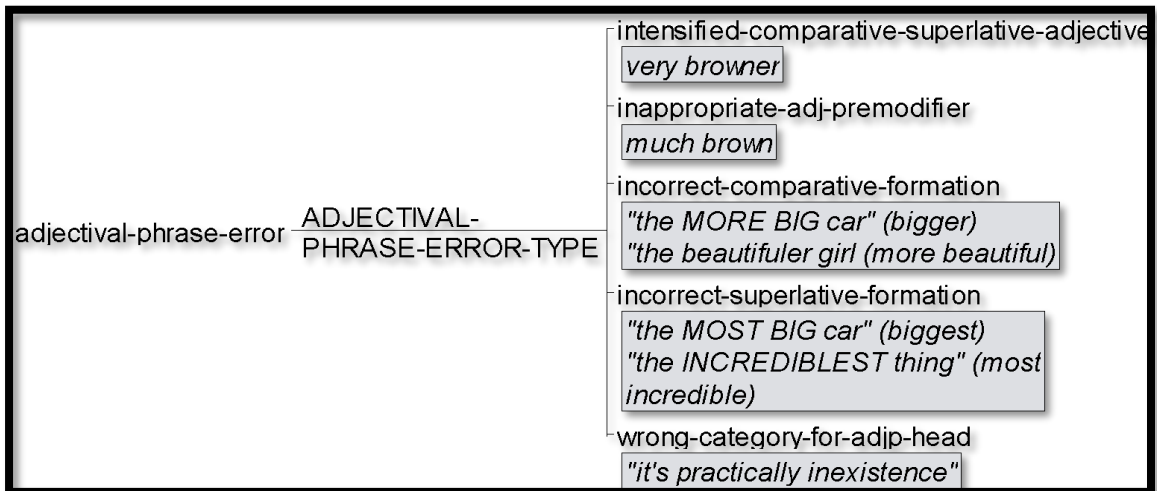 intensified-comparative-superlative-adjective
very browner
inappropriate-adj-premodifier
much brown
incorrect-comparative-formation
"the MORE BIG car" (bigger)
"the beautifuler girl (more beautiful)
adjectival-phrase-error
ADJECTIVAL-
PHRASE-ERROR-TYPE
incorrect-superlative-formation
"the MOST BIG car" (biggest)
"the INCREDIBLEST thing" (most
incredible)
wrong-category-for-adjp-head
"it's practically inexistence"